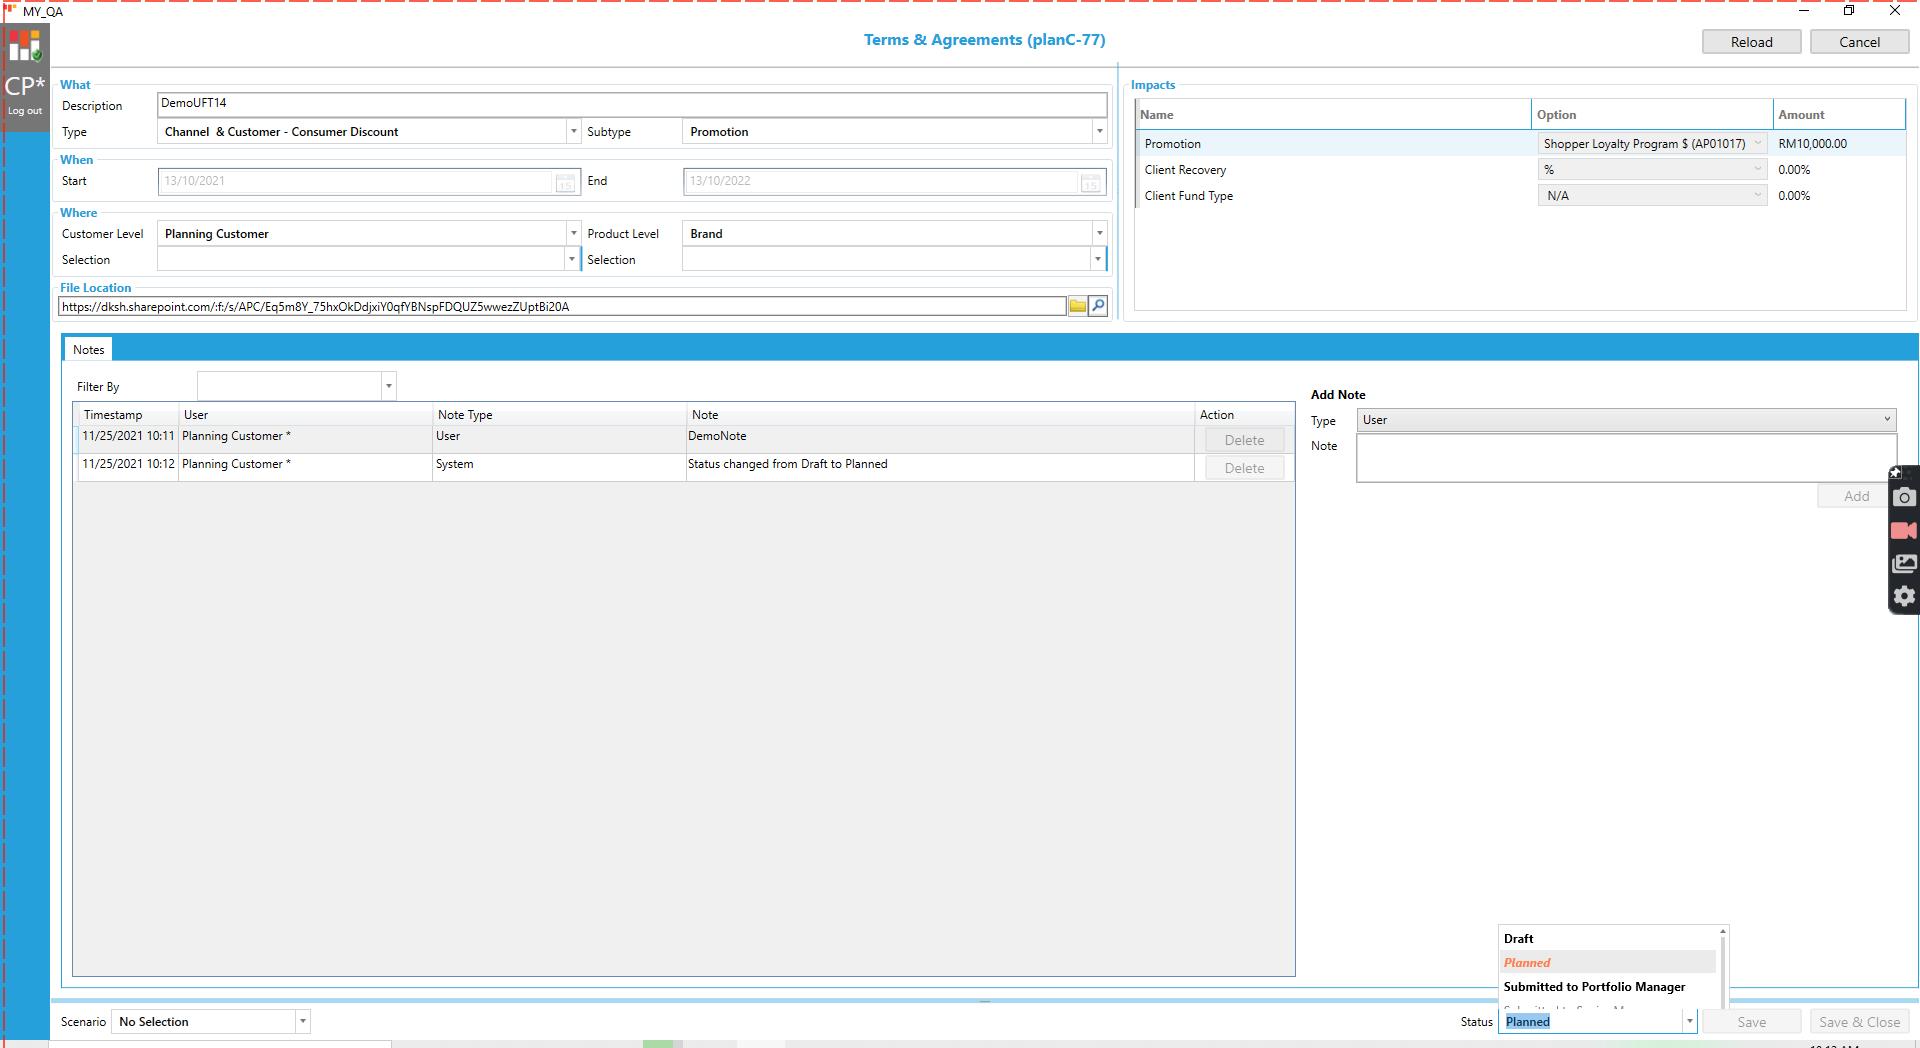 MY_QA
Terms & Agreements (planC-77)
Reload
Cancel
CP*
Log out
What
Description
DemoUFT14
Type
Channel & Customer - Consumer Discount
Subtype
Promotion
When
Start
13/10/2021
15
End
13/10/2022
15
Where
Customer Level
Planning Customer
Product Level
Brand
Selection
Selection
File Location
https://dksh.sharepoint.com/:f:/s/APC/Eq5m8Y_75hxOkDdjxiY0qfYBNspFDQUZ5wwezZUptBi20A
Impacts
Name Option Amount
Promotion Shopper Loyalty Program $ (AP01017) RM10,000.00
Client Recovery % 0.00%
Client Fund Type N/A 0.00%
Notes
Filter By
Timestamp User Note Type Note Action
11/25/2021 10:11 Planning Customer * User DemoNote Delete
11/25/2021 10:12 Planning Customer * System Status changed from Draft to Planned Delete
Add Note
Type User
Note
Add
Draft
Planned
Submitted to Portfolio Manager
Scenario No Selection
Status Planned
Save
Save & Close